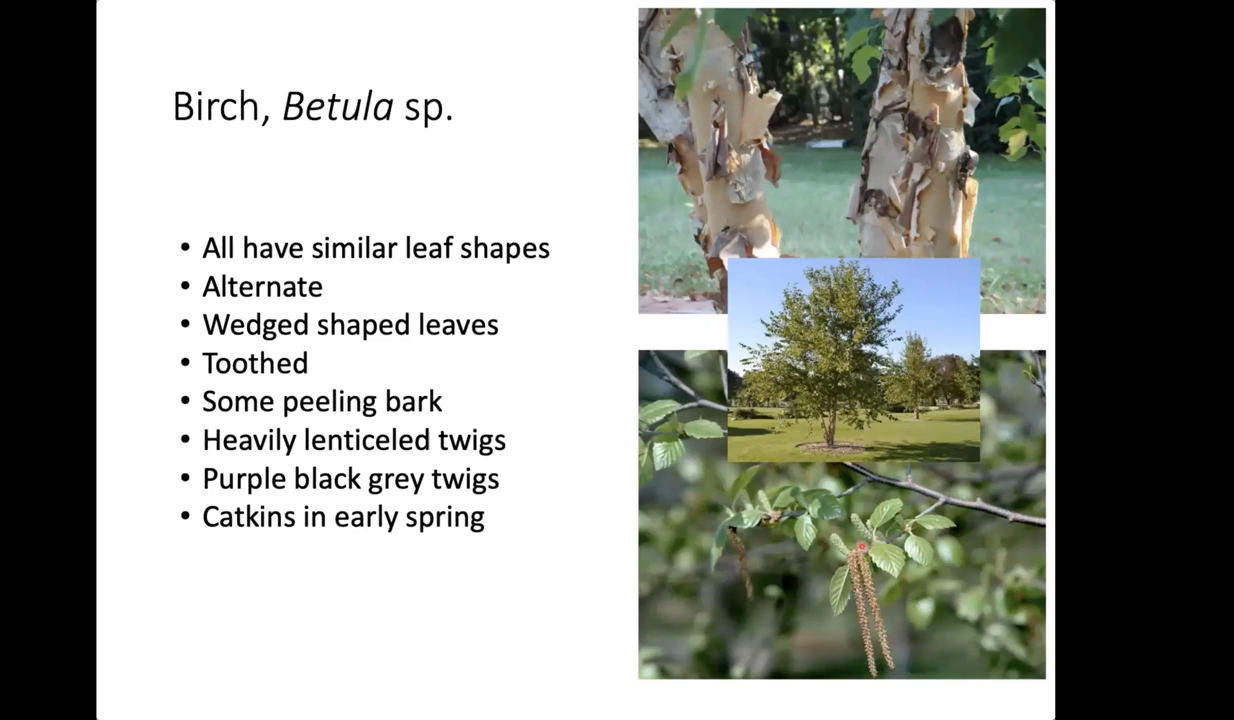 Birch, Betula sp.
• All have similar leaf shapes
• Alternate
• Wedged shaped leaves
• Toothed
• Some peeling bark
• Heavily lenticeled twigs
• Purple black grey twigs
• Catkins in early spring